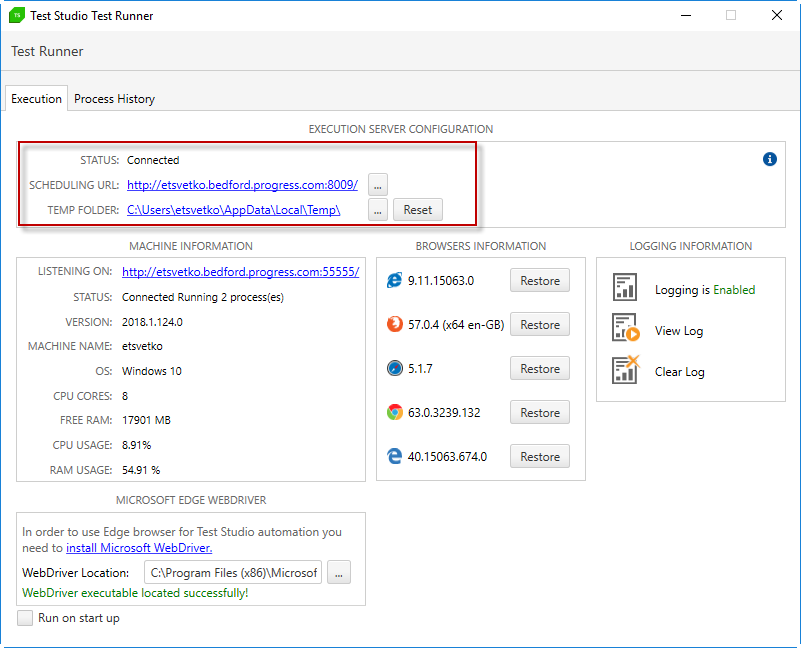 TS Test Studio Test Runner
Test Runner
Execution Process History
EXECUTION SERVER CONFIGURATION
STATUS: Connected
SCHEDULING URL: http://etsvetko.bedford.progress.com:8009/ ...
TEMP FOLDER: C:\Users\etsvetko\AppData\Local\Temp\ ... Reset
MACHINE INFORMATION
LISTENING ON: http://etsvetko.bedford.progress.com:55555/
STATUS: Connected Running 2 process(es)
VERSION: 2018.1.124.0
MACHINE NAME: etsvetko
OS: Windows 10
CPU CORES: 8
FREE RAM: 17901 MB
CPU USAGE: 8.91%
RAM USAGE: 54.91 %
BROWSERS INFORMATION
9.11.15063.0 Restore
57.0.4 (x64 en-GB) Restore
5.1.7 Restore
63.0.3239.132 Restore
40.15063.674.0 Restore
LOGGING INFORMATION
Logging is Enabled
View Log
Clear Log
MICROSOFT EDGE WEBDRIVER
In order to use Edge browser for Test Studio automation you
need to install Microsoft WebDriver.
WebDriver Location: C:\Program Files (x86)\Microsof ...
WebDriver executable located successfully!
Run on start up